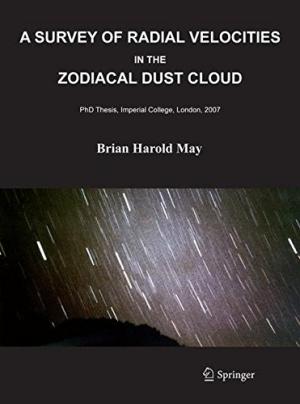 A SURVEY OF RADIAL VELOCITIES
IN THE
ZODIACAL DUST CLOUD
PhD Thesis, Imperial College, London, 2007
Brian Harold May
Springer